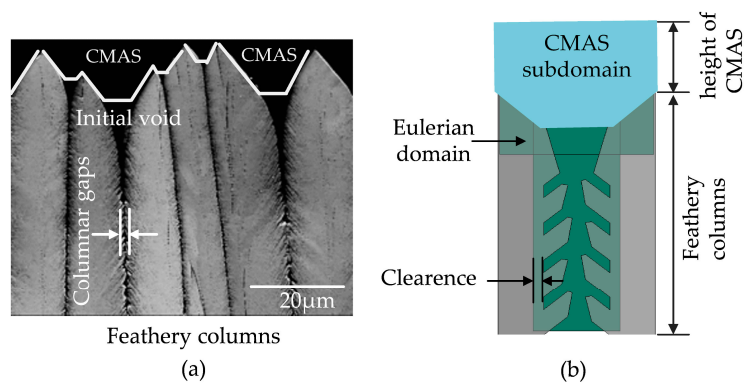 CMAS
CMAS
Initial void
Columnar gaps
20μm
Feathery columns
(a)
CMAS
subdomain
height of
CMAS
Eulerian
domain
Feathery
columns
Clearence
(b)